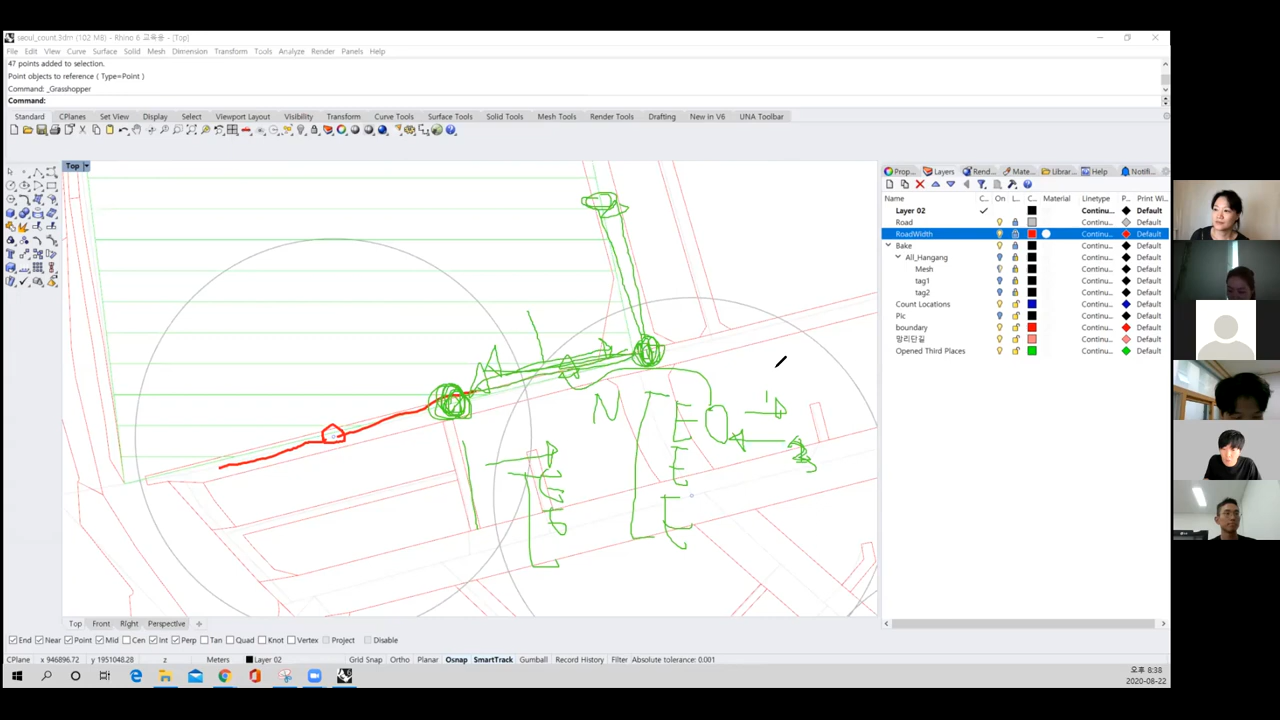 seoul_count.3dm (102 MB) - Rhino 6 교육용 - [Top]
File Edit View Curve Surface Solid Mesh Dimension Transform Tools Analyze Render Panels Help
47 points added to selection.
Point objects to reference ( Type=Point )
Command: _Grasshopper
Command:
Standard CPlanes Set View Display Select Viewport Layout Visibility Transform Curve Tools Surface Tools Solid Tools Mesh Tools Render Tools Drafting New in V6 UNA Toolbar
Top
Prop... Layers Rend... Mate... Librar... Help Notifi...
Name C... On L... C... Material Linetype P... Print Wi...
Layer 02 Continu... Default
Road Continu... Default
RoadWidth Continu... Default
Bake Continu... Default
All_Hangang Continu... Default
Mesh Continu... Default
tag1 Continu... Default
tag2 Continu... Default
Count Locations Continu... Default
Pic Continu... Default
boundary Continu... Default
망리단길 Continu... Default
Opened Third Places Continu... Default
N
Top Front Right Perspective
End Near Point Mid Cen Int Perp Tan Quad Knot Vertex Project Disable
CPlane x 946896.72 y 1951048.28 z Meters Layer 02 Grid Snap Ortho Planar Osnap SmartTrack Gumball Record History Filter Absolute tolerance: 0.001
오후 8:38
2020-08-22